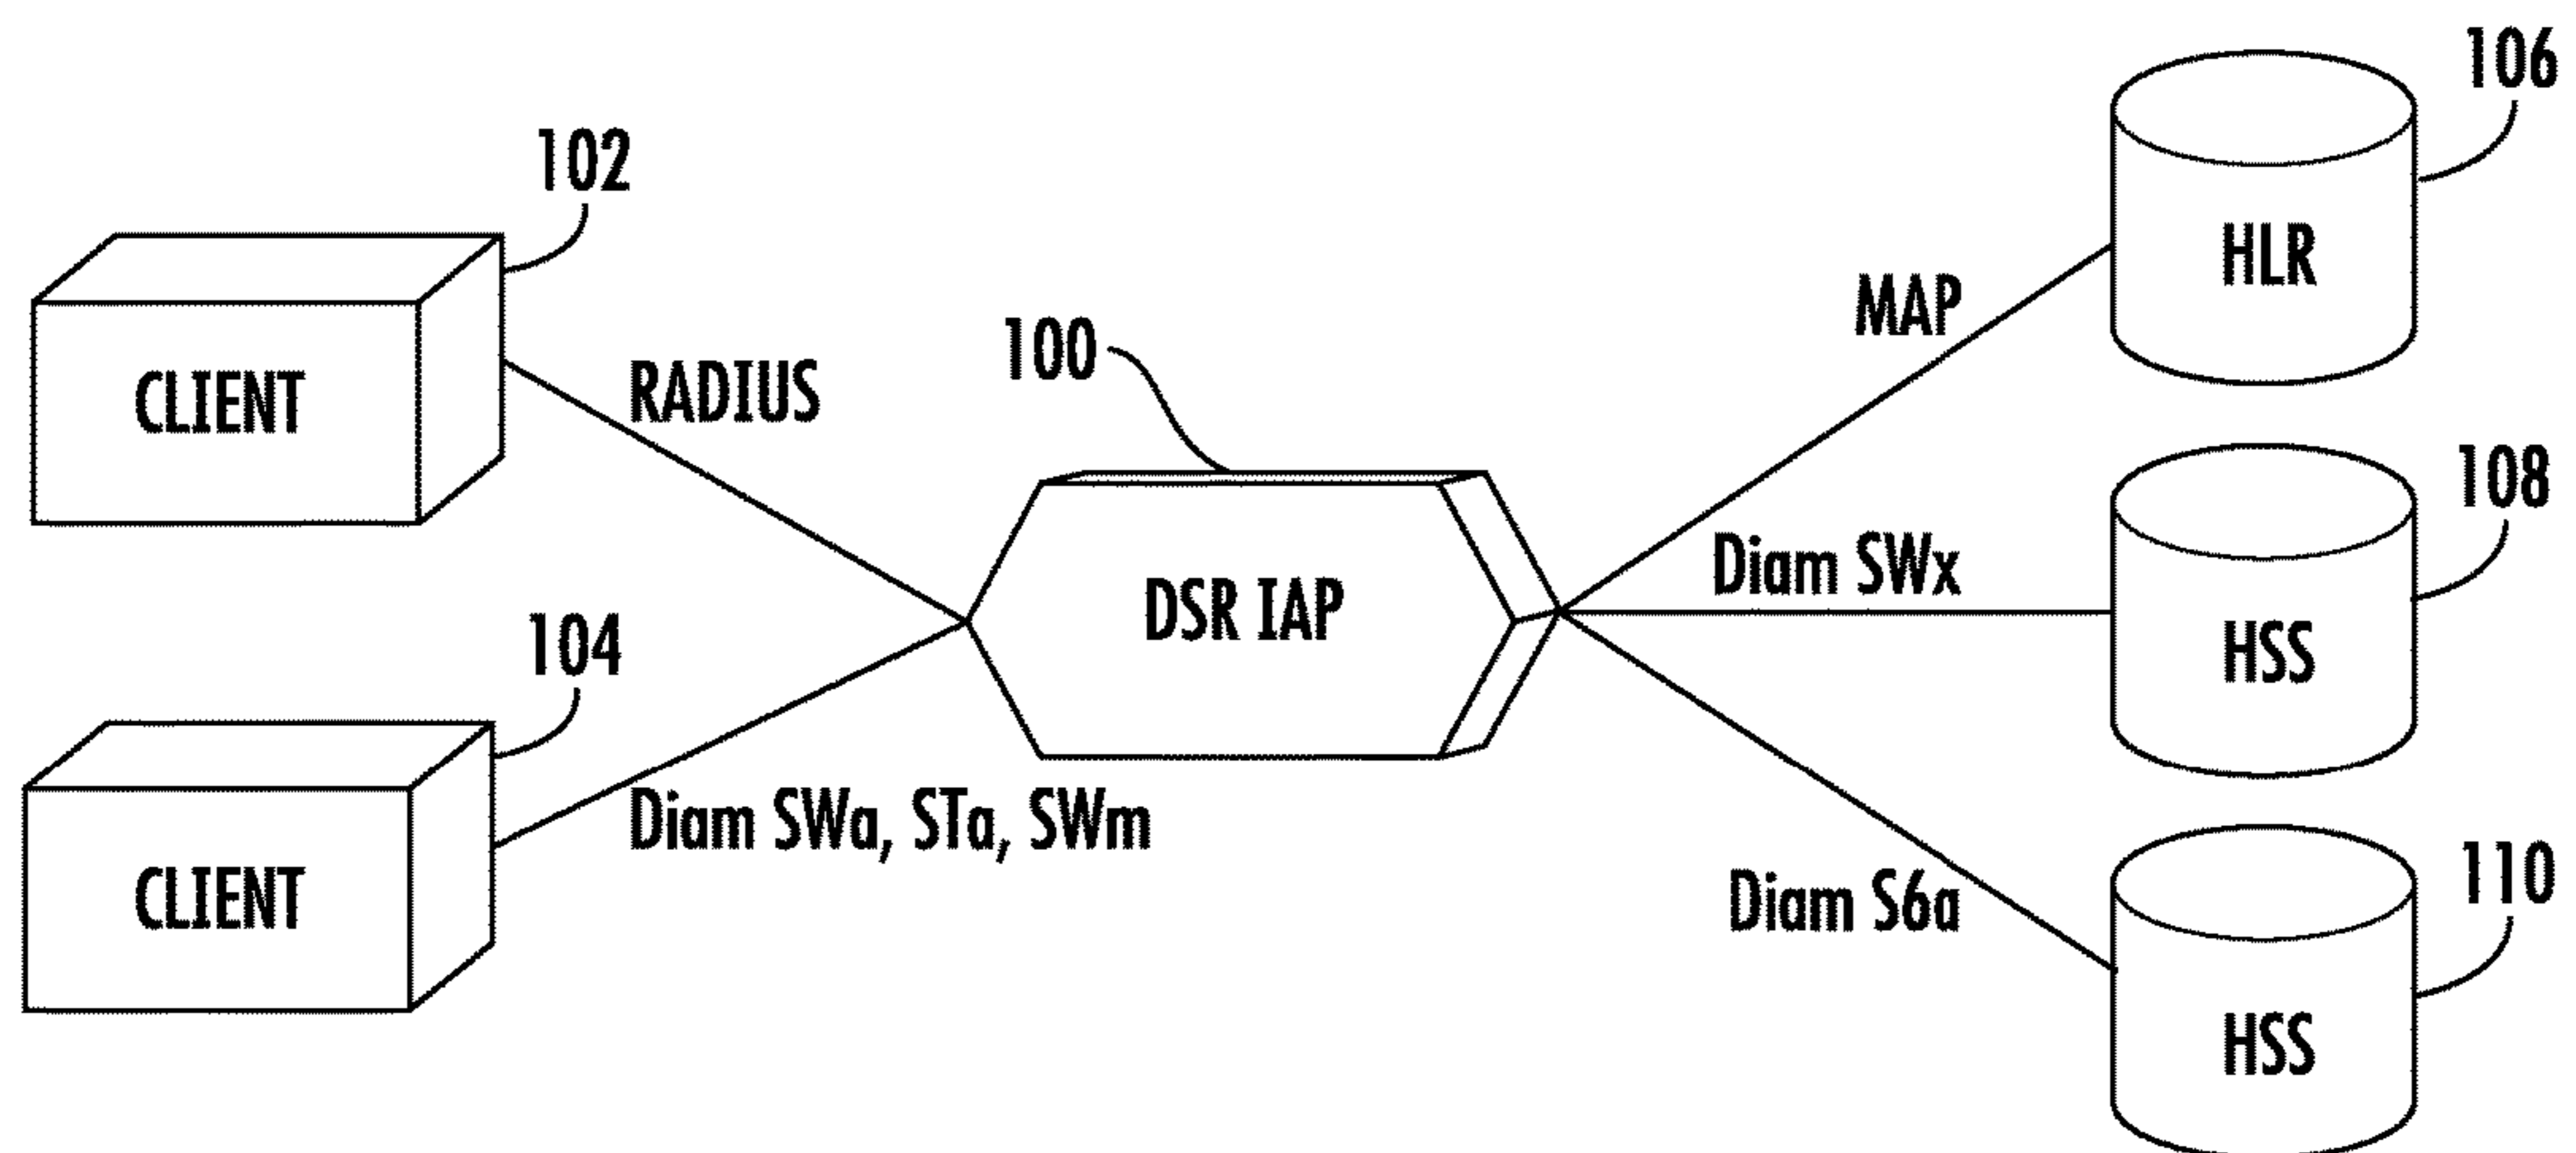 106
102
HLR
MAP
100
CLIENT
RADIUS
108
Diam SWx
DSR IAP
104
HSS
Diam SWa, STa, SWm
110
Diam S6a
CLIENT
HSS